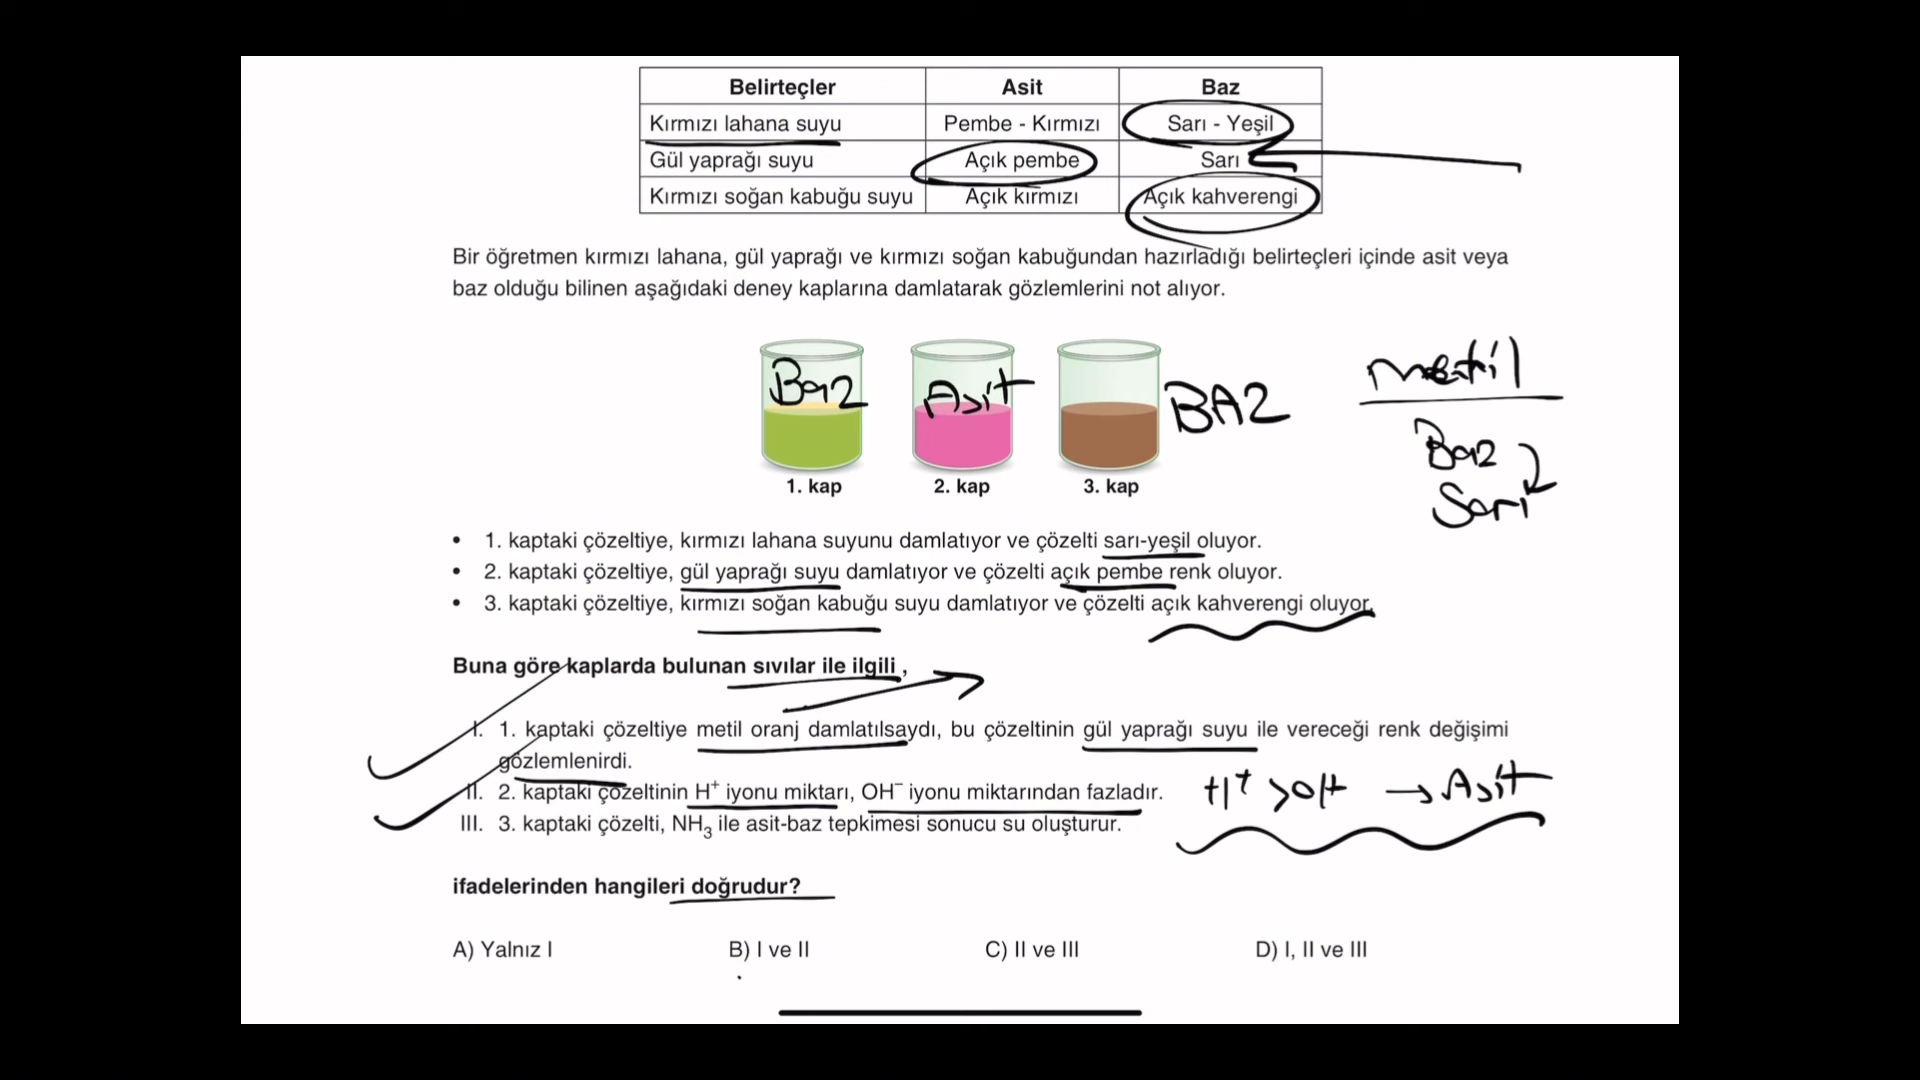 Belirteçler Asit Baz
Kırmızı lahana suyu Pembe - Kırmızı Sarı - Yeşil
Gül yaprağı suyu Açık pembe Sarı
Kırmızı soğan kabuğu suyu Açık kırmızı Açık kahverengi
Bir öğretmen kırmızı lahana, gül yaprağı ve kırmızı soğan kabuğundan hazırladığı belirteçleri içinde asit veya
baz olduğu bilinen aşağıdaki deney kaplarına damlatarak gözlemlerini not alıyor.
Baz Asit BAZ
metil
Baz
Sarı
1. kap 2. kap 3. kap
• 1. kaptaki çözeltiye, kırmızı lahana suyunu damlatıyor ve çözelti sarı-yeşil oluyor.
• 2. kaptaki çözeltiye, gül yaprağı suyu damlatıyor ve çözelti açık pembe renk oluyor.
• 3. kaptaki çözeltiye, kırmızı soğan kabuğu suyu damlatıyor ve çözelti açık kahverengi oluyor.
Buna göre kaplarda bulunan sıvılar ile ilgili ,
I. 1. kaptaki çözeltiye metil oranj damlatılsaydı, bu çözeltinin gül yaprağı suyu ile vereceği renk değişimi
gözlemlenirdi.
II. 2. kaptaki çözeltinin H⁺ iyonu miktarı, OH⁻ iyonu miktarından fazladır.
H⁺ > OH → Asit
III. 3. kaptaki çözelti, NH₃ ile asit-baz tepkimesi sonucu su oluşturur.
ifadelerinden hangileri doğrudur?
A) Yalnız I B) I ve II C) II ve III D) I, II ve III